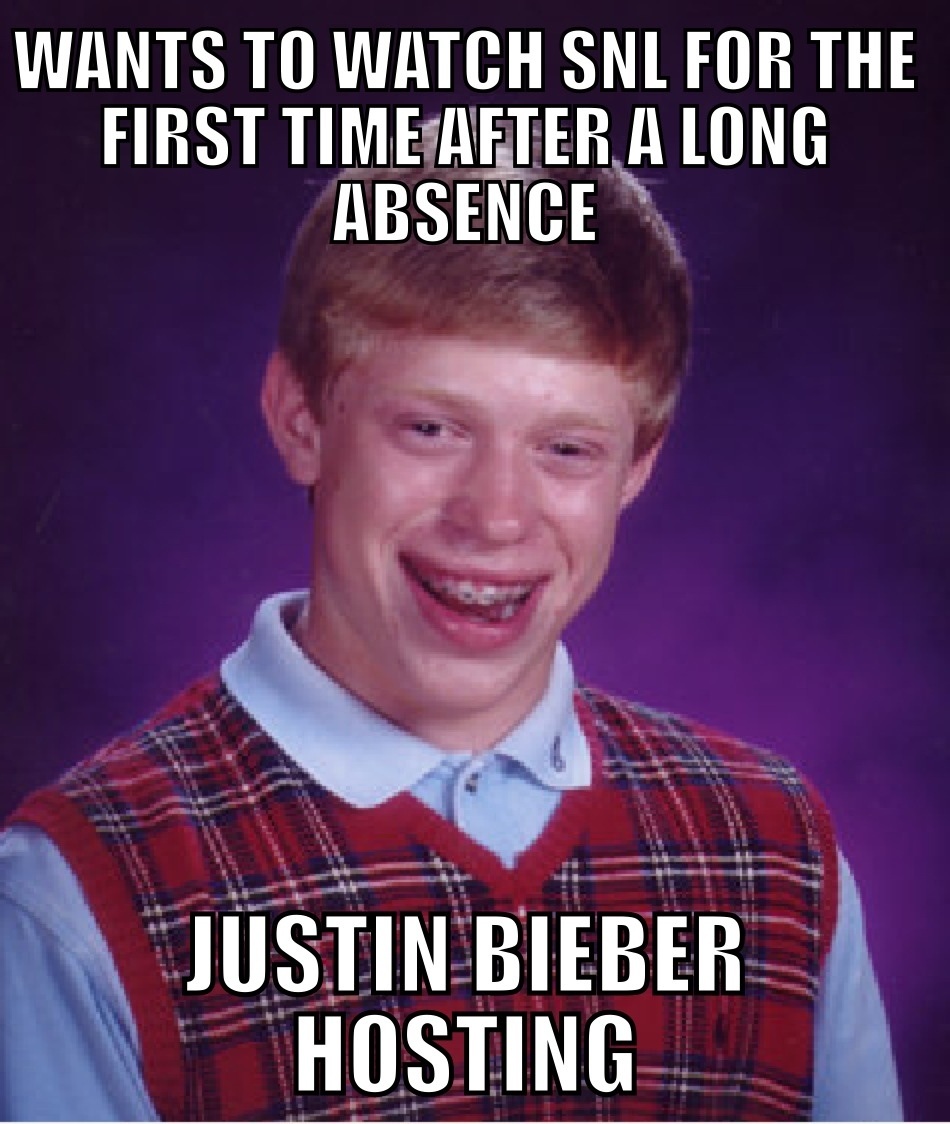 WANTS TO WATCH SNL FOR THE
FIRST TIME AFTER A LONG
ABSENCE
JUSTIN BIEBER
HOSTING